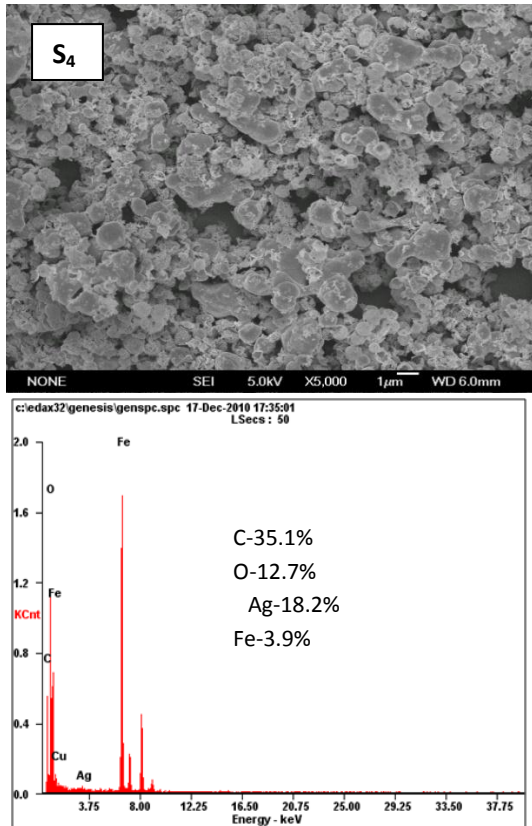 S₄
NONE SEI 5.0kV X5,000 1µm WD 6.0mm
c:\edax32\genesis\genspc.spc 17-Dec-2010 17:35:01
LSecs : 50
2.0
1.6
1.2
KCnt
0.8
0.4
0.0
Fe
O
Fe
C
Cu
Ag
C-35.1%
O-12.7%
Ag-18.2%
Fe-3.9%
3.75 8.00 12.25 16.50 20.75 25.00 29.25 33.50 37.75
Energy - keV